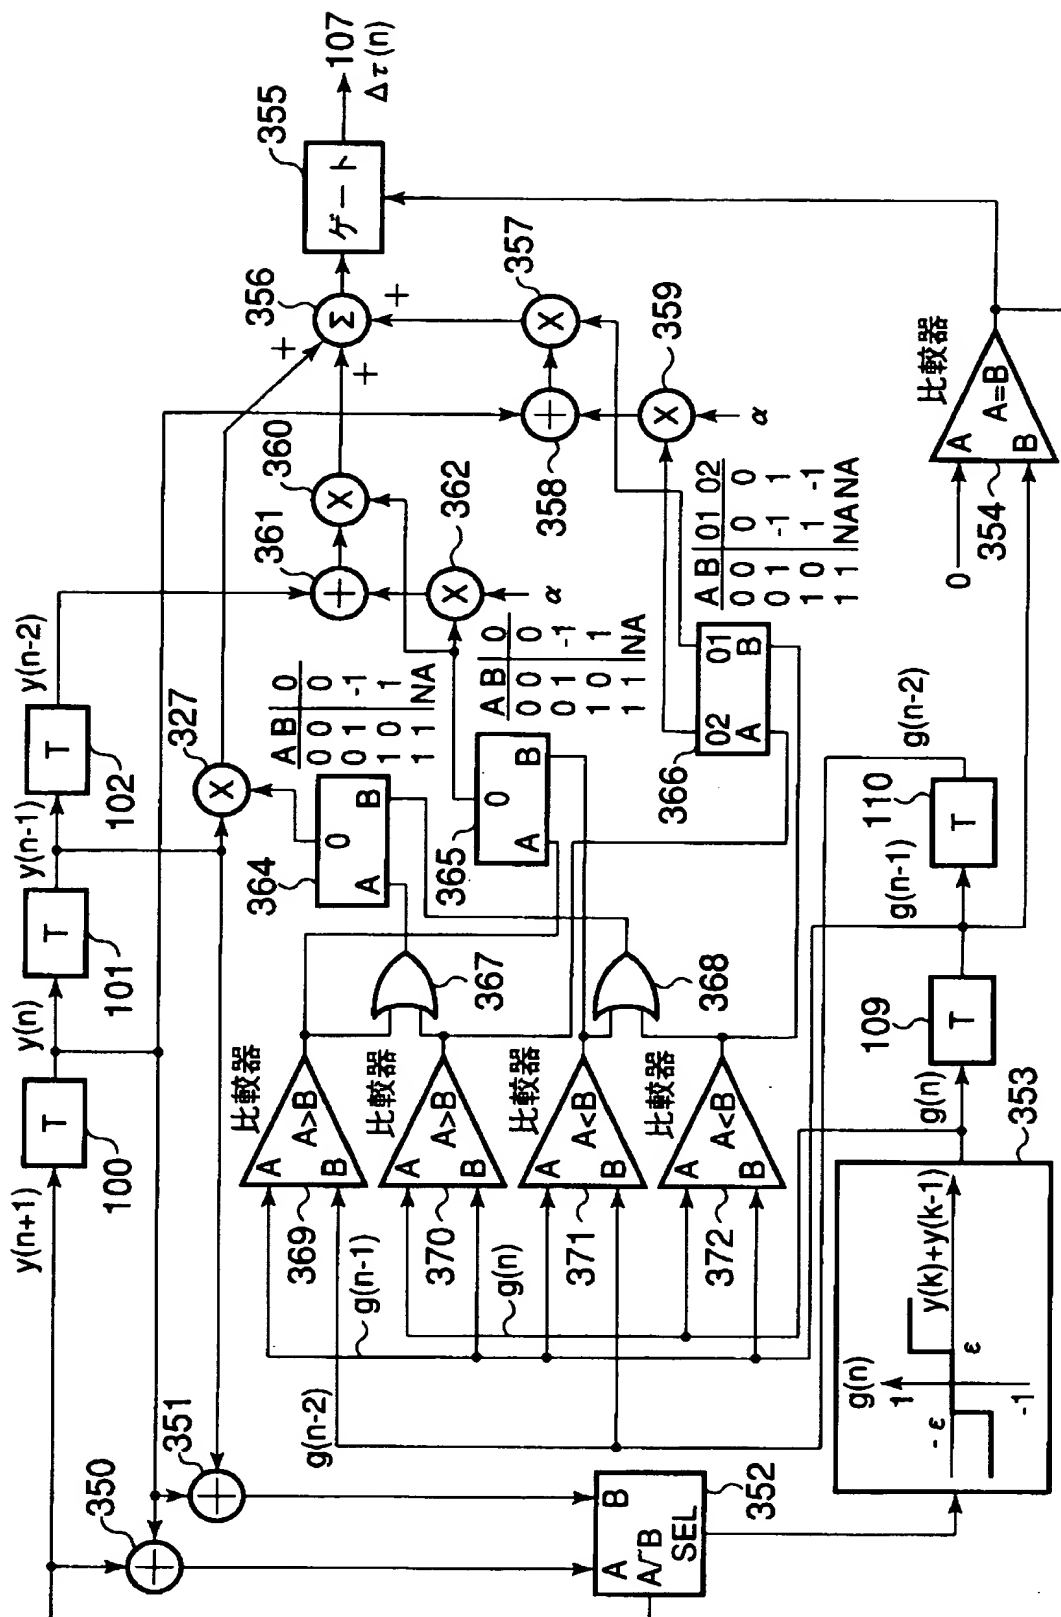 y(n+1)
T
100
y(n)
T
101
y(n-1)
T
102
y(n-2)
350
351
327
X
361
+
360
X
362
X
α
356
Σ
+
+
+
355
ゲート
107
Δτ(n)
A B 0
0 0 0
0 1 -1
1 0 1
1 1 NA
364
0
A B
A B 0
0 0 0
0 1 -1
1 0 1
1 1 NA
365
0
A B
357
X
358
+
359
X
α
366
02 01
A B
A B 01 02
0 0 0 0
0 1 -1 1
1 0 1 -1
1 1 NA NA
367
368
比較器
A
A>B
B
369
比較器
A
A>B
B
370
比較器
A
A<B
B
371
比較器
A
A<B
B
372
g(n-2)
g(n-1)
g(n)
A B
A/B
SEL
352
g(n)
1
-ε
ε
-1
y(k)+y(k-1)
353
g(n)
109
T
g(n-1)
110
T
g(n-2)
0
354
比較器
A
A=B
B